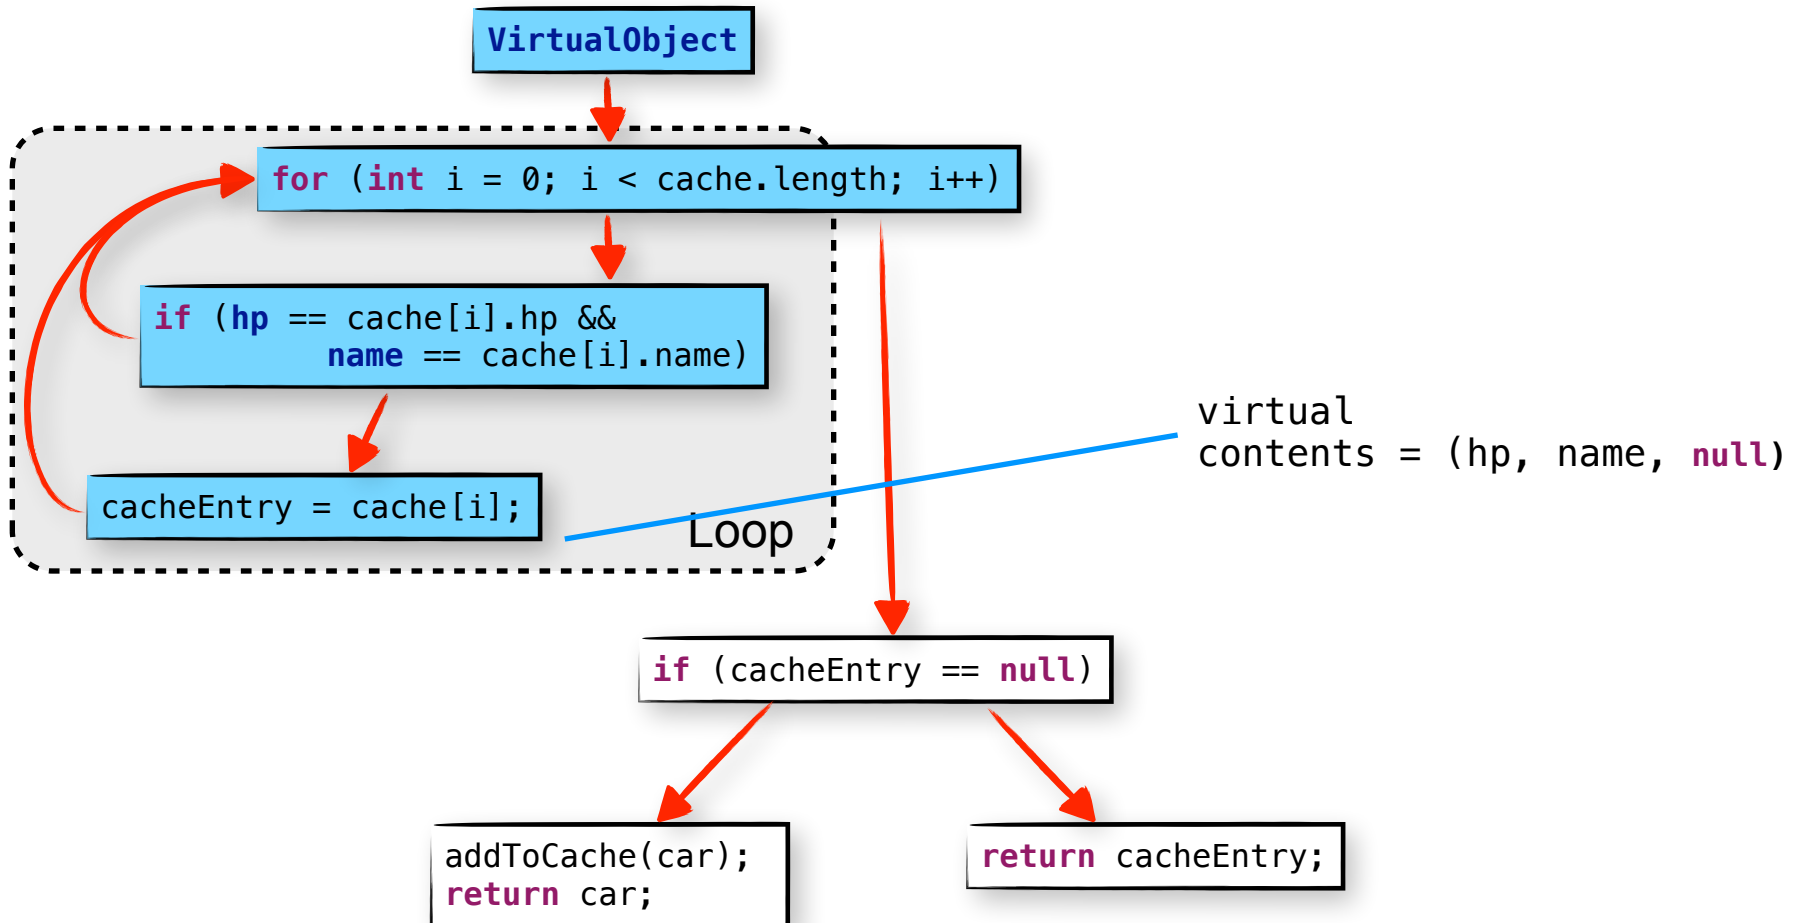 VirtualObject
for (int i = 0; i < cache.length; i++)
if (hp == cache[i].hp &&
name == cache[i].name)
virtual
contents = (hp, name, null)
cacheEntry = cache[i];
Loop
if (cacheEntry == null)
addToCache(car);
return car;
return cacheEntry;